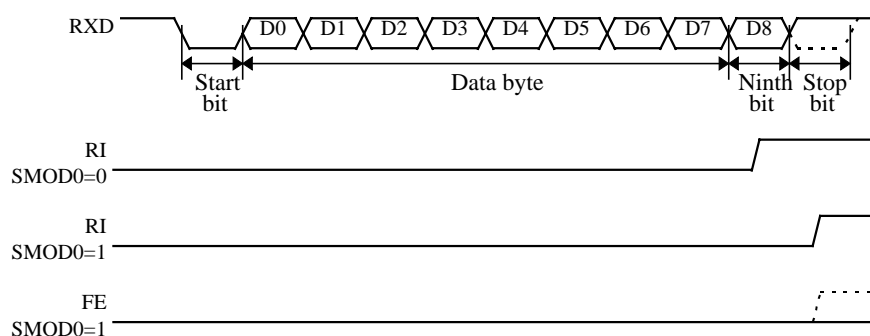 RXD
D0 D1 D2 D3 D4 D5 D6 D7 D8
Start bit
Data byte
Ninth bit
Stop bit
RI
SMOD0=0
RI
SMOD0=1
FE
SMOD0=1